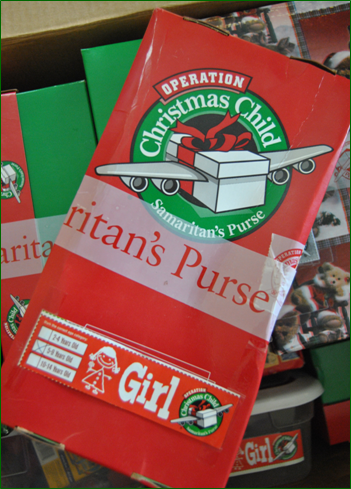 OPERATION
Christmas Child
Samaritan's Purse
ritan's Purse
aritan's
2-4 Years Old
5-9 Years Old
10-14 Years Old
Girl
OPERATION
Christmas Child
Girl